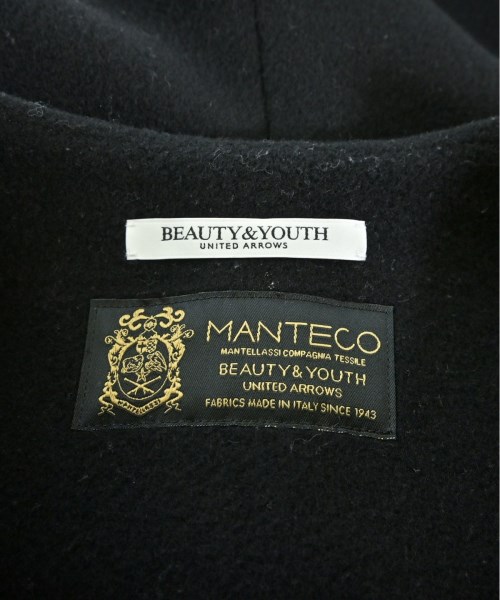 BEAUTY&YOUTH
UNITED ARROWS
MANTECO
MANTELLASSI COMPAGNIA TESSILE
BEAUTY&YOUTH
UNITED ARROWS
FABRICS MADE IN ITALY SINCE 1943